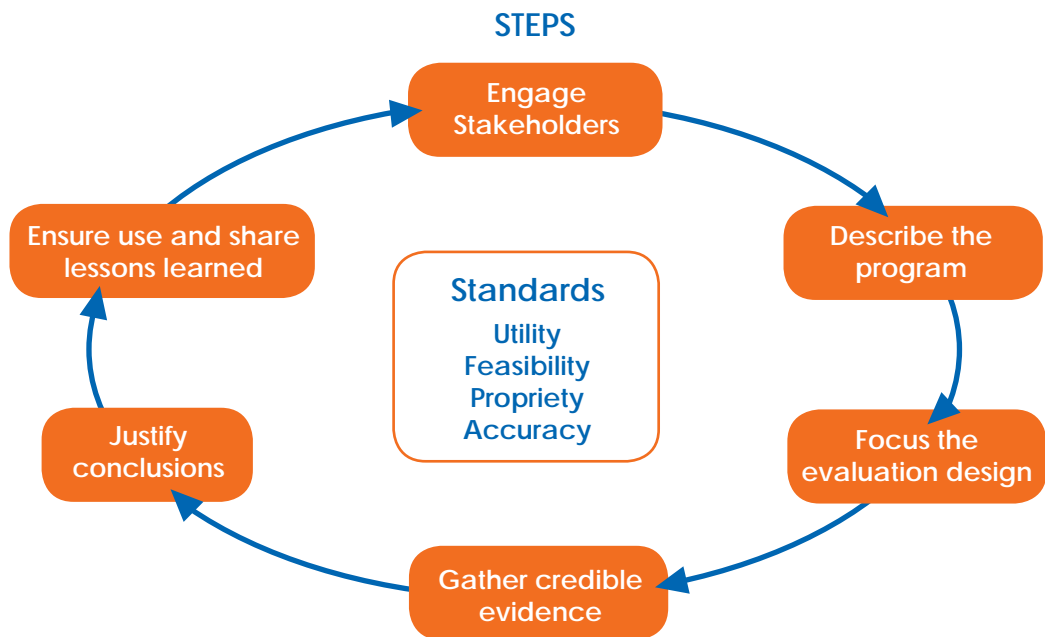 STEPS
Engage
Stakeholders
Describe the
program
Focus the
evaluation design
Gather credible
evidence
Justify
conclusions
Ensure use and share
lessons learned
Standards
Utility
Feasibility
Propriety
Accuracy